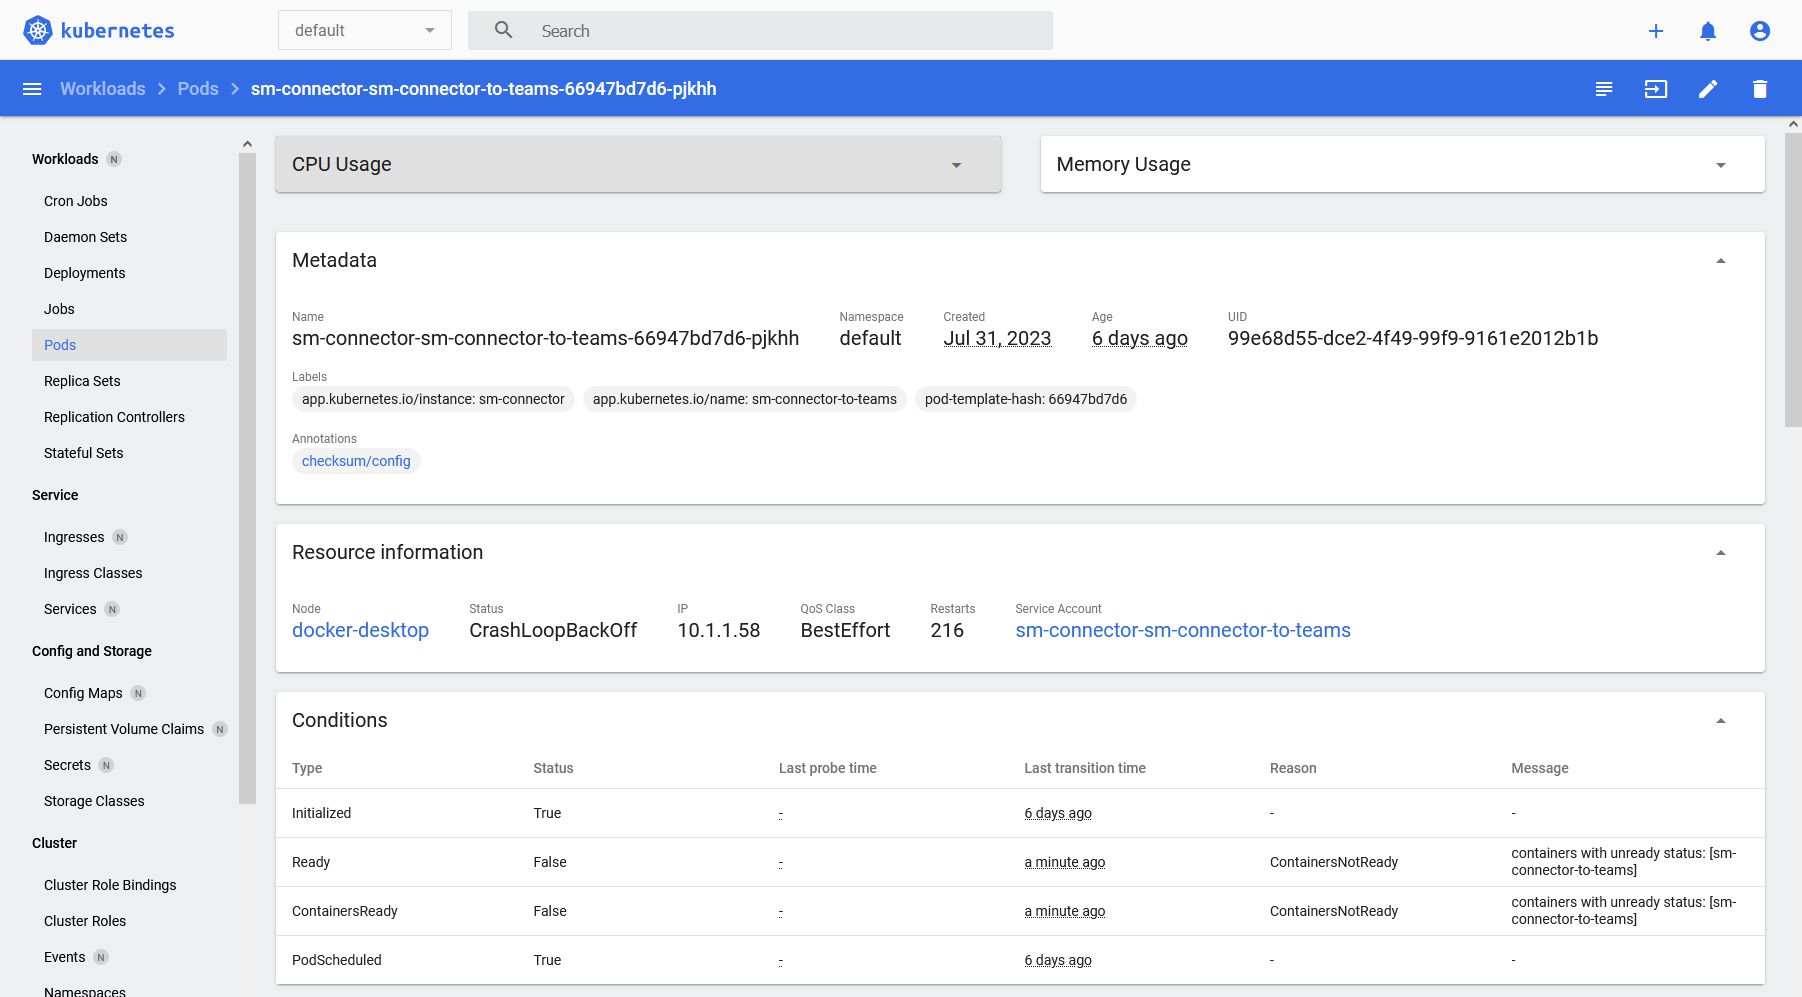 kubernetes
default
Search
Workloads > Pods > sm-connector-sm-connector-to-teams-66947bd7d6-pjkhh
Workloads N
Cron Jobs
Daemon Sets
Deployments
Jobs
Pods
Replica Sets
Replication Controllers
Stateful Sets
Service
Ingresses N
Ingress Classes
Services N
Config and Storage
Config Maps N
Persistent Volume Claims N
Secrets N
Storage Classes
Cluster
Cluster Role Bindings
Cluster Roles
Events N
Namespaces
CPU Usage
Memory Usage
Metadata
Name Namespace Created Age UID
sm-connector-sm-connector-to-teams-66947bd7d6-pjkhh default Jul 31, 2023 6 days ago 99e68d55-dce2-4f49-99f9-9161e2012b1b
Labels
app.kubernetes.io/instance: sm-connector app.kubernetes.io/name: sm-connector-to-teams pod-template-hash: 66947bd7d6
Annotations
checksum/config
Resource information
Node Status IP QoS Class Restarts Service Account
docker-desktop CrashLoopBackOff 10.1.1.58 BestEffort 216 sm-connector-sm-connector-to-teams
Conditions
Type Status Last probe time Last transition time Reason Message
Initialized True - 6 days ago - -
Ready False - a minute ago ContainersNotReady containers with unready status: [sm-
connector-to-teams]
ContainersReady False - a minute ago ContainersNotReady containers with unready status: [sm-
connector-to-teams]
PodScheduled True - 6 days ago - -